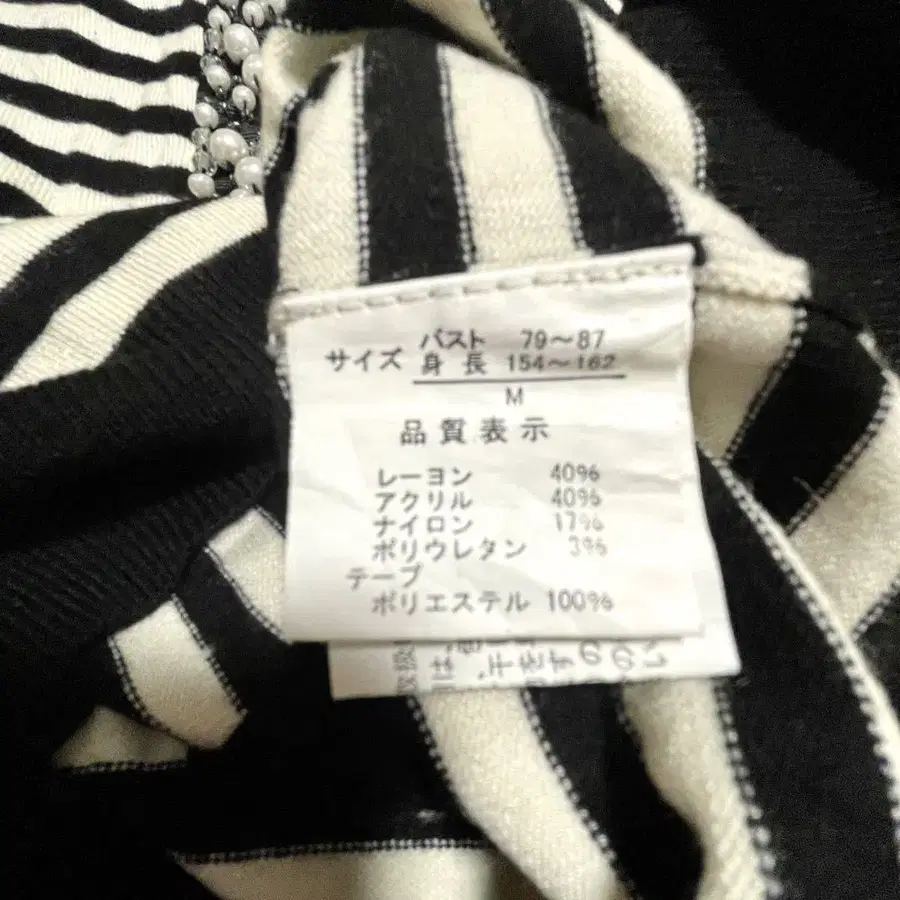 バスト 79～87
サイズ
身長 154～162
M
品質表示
レーヨン 40%
アクリル 40%
ナイロン 17%
ポリウレタン 3%
テープ
ポリエステル 100%